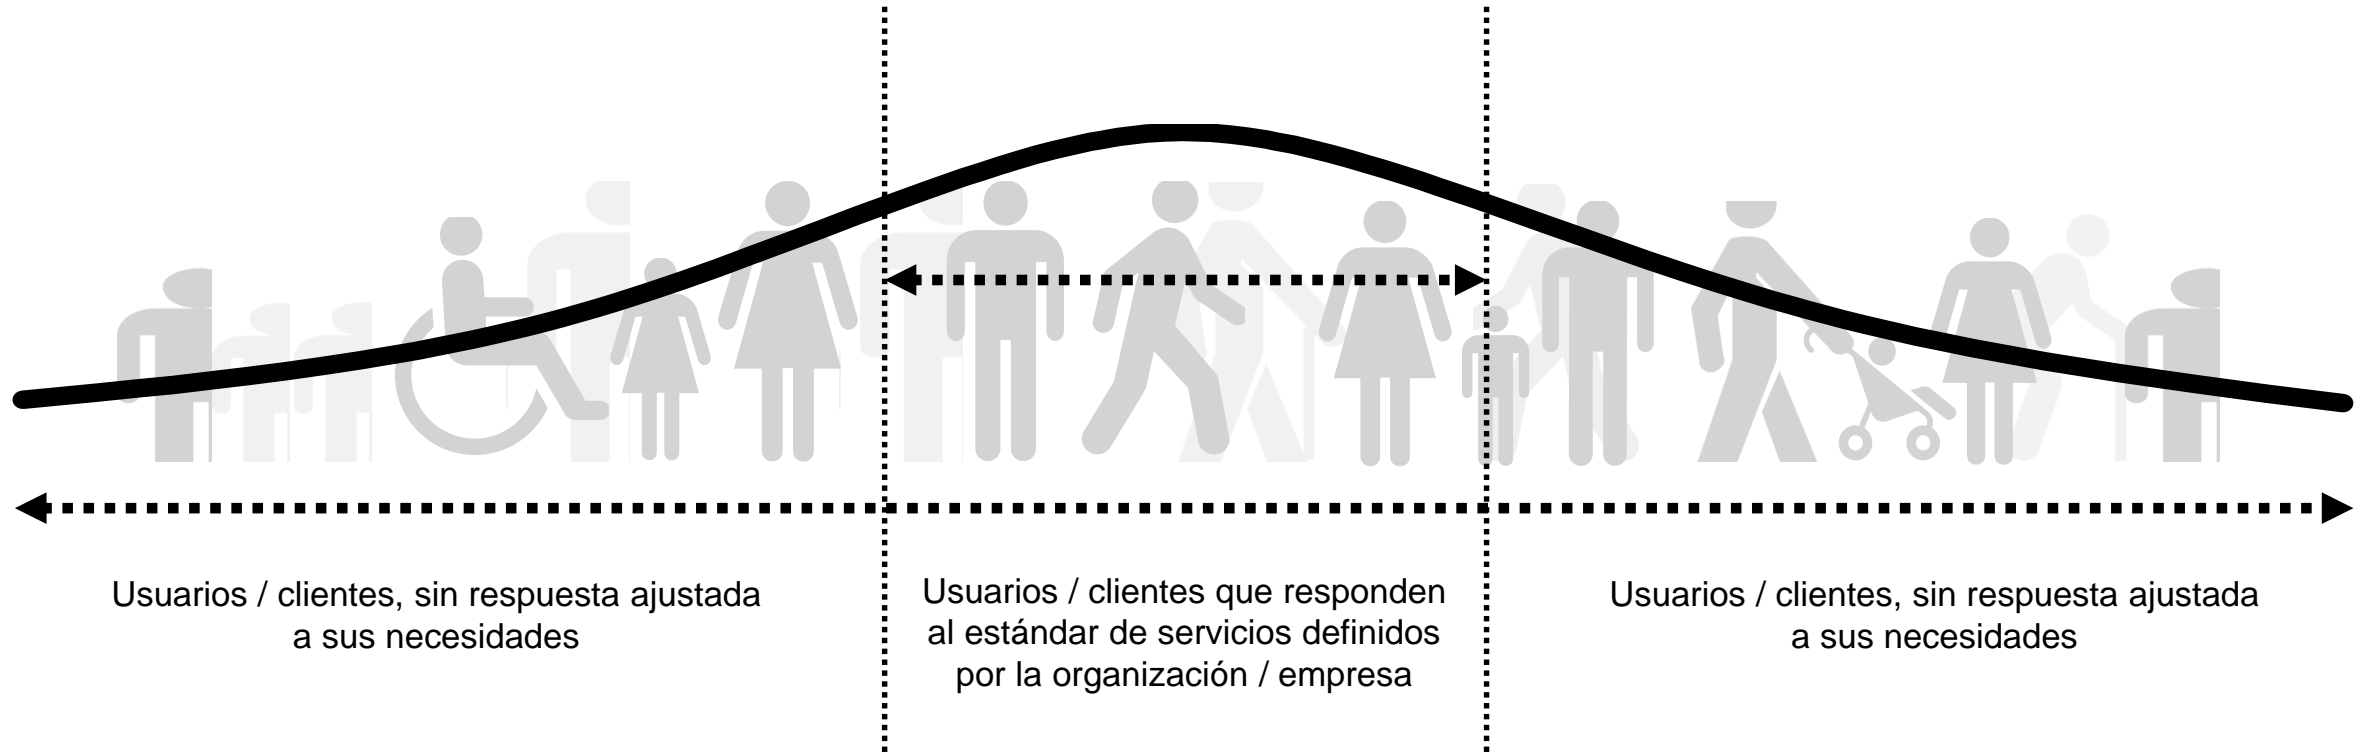 Usuarios / clientes, sin respuesta ajustada
a sus necesidades
Usuarios / clientes que responden
al estándar de servicios definidos
por la organización / empresa
Usuarios / clientes, sin respuesta ajustada
a sus necesidades